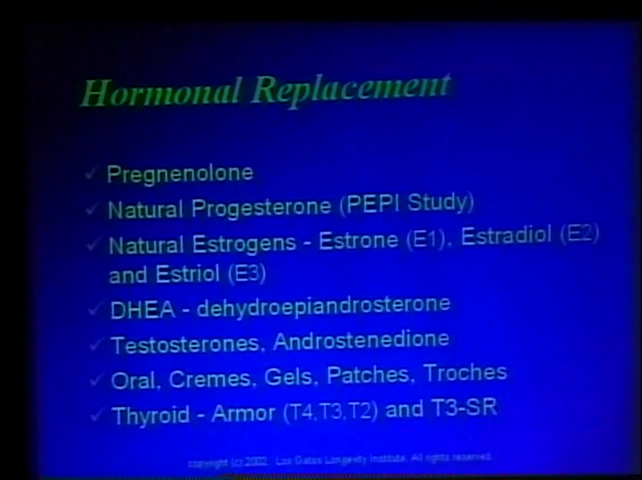 Hormonal Replacement
Pregnenolone
Natural Progesterone (PEPI Study)
Natural Estrogens - Estrone (E1), Estradiol (E2)
and Estriol (E3)
DHEA - dehydroepiandrosterone
Testosterones, Androstenedione
Oral, Cremes, Gels, Patches, Troches
Thyroid - Armor (T4,T3,T2) and T3-SR
copyright (c) 2002 Los Gatos Longevity Institute. All rights reserved.